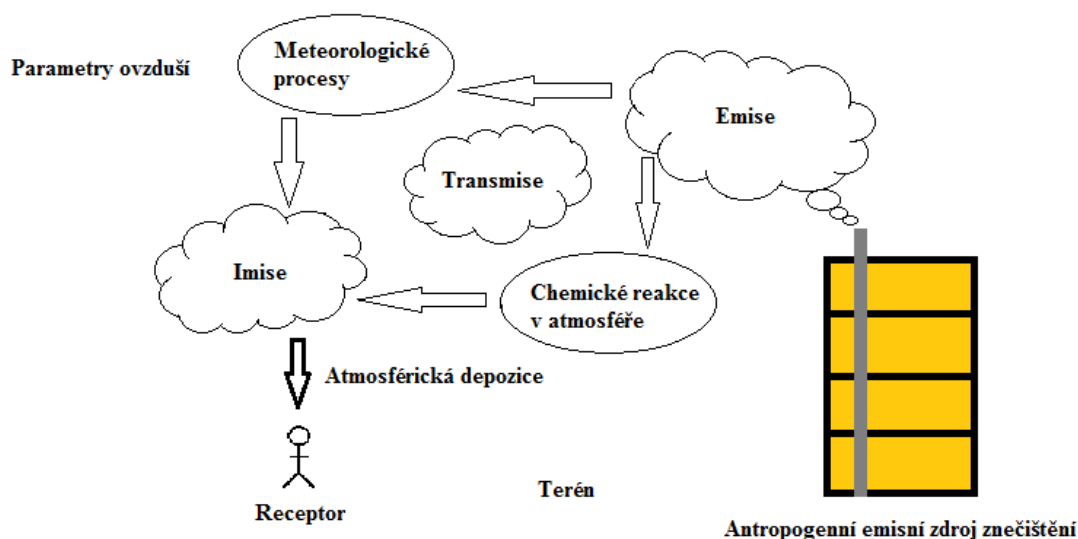 Parametry ovzduší
Meteorologické
procesy
Emise
Transmise
Imise
Chemické reakce
v atmosféře
Atmosférická depozice
Receptor
Terén
Antropogenní emisní zdroj znečištění